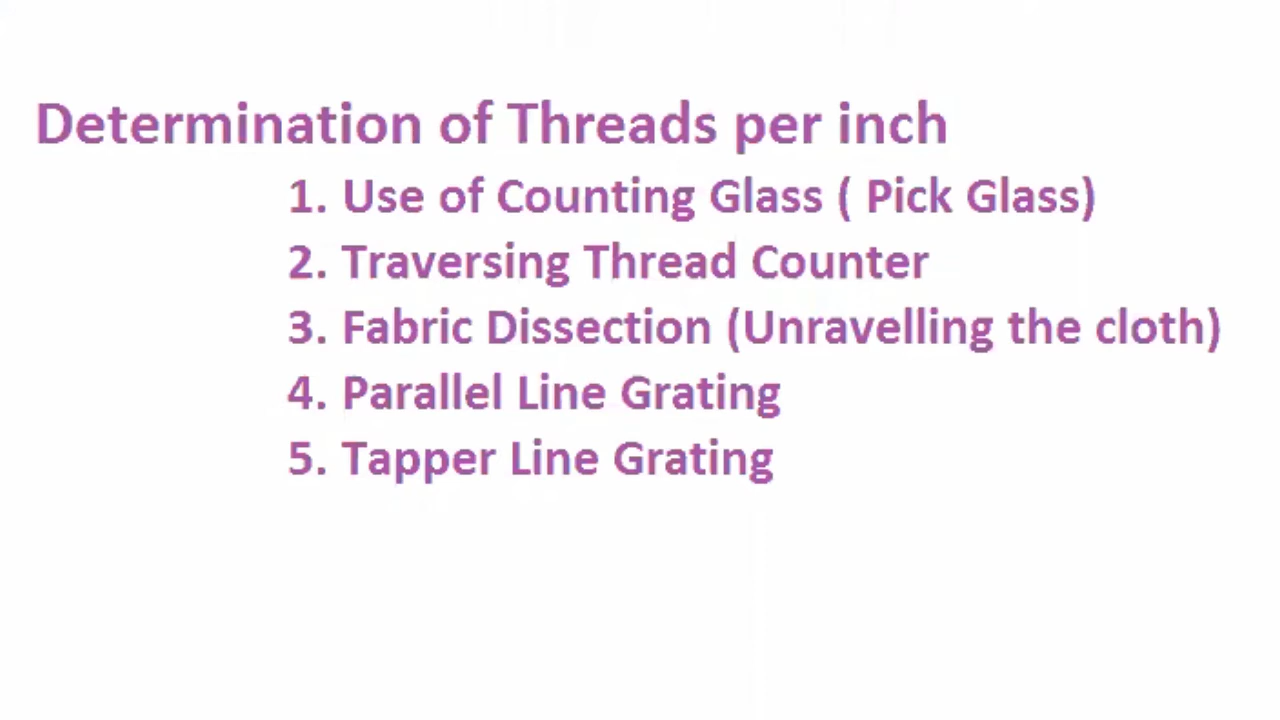 Determination of Threads per inch
1. Use of Counting Glass ( Pick Glass)
2. Traversing Thread Counter
3. Fabric Dissection (Unravelling the cloth)
4. Parallel Line Grating
5. Tapper Line Grating